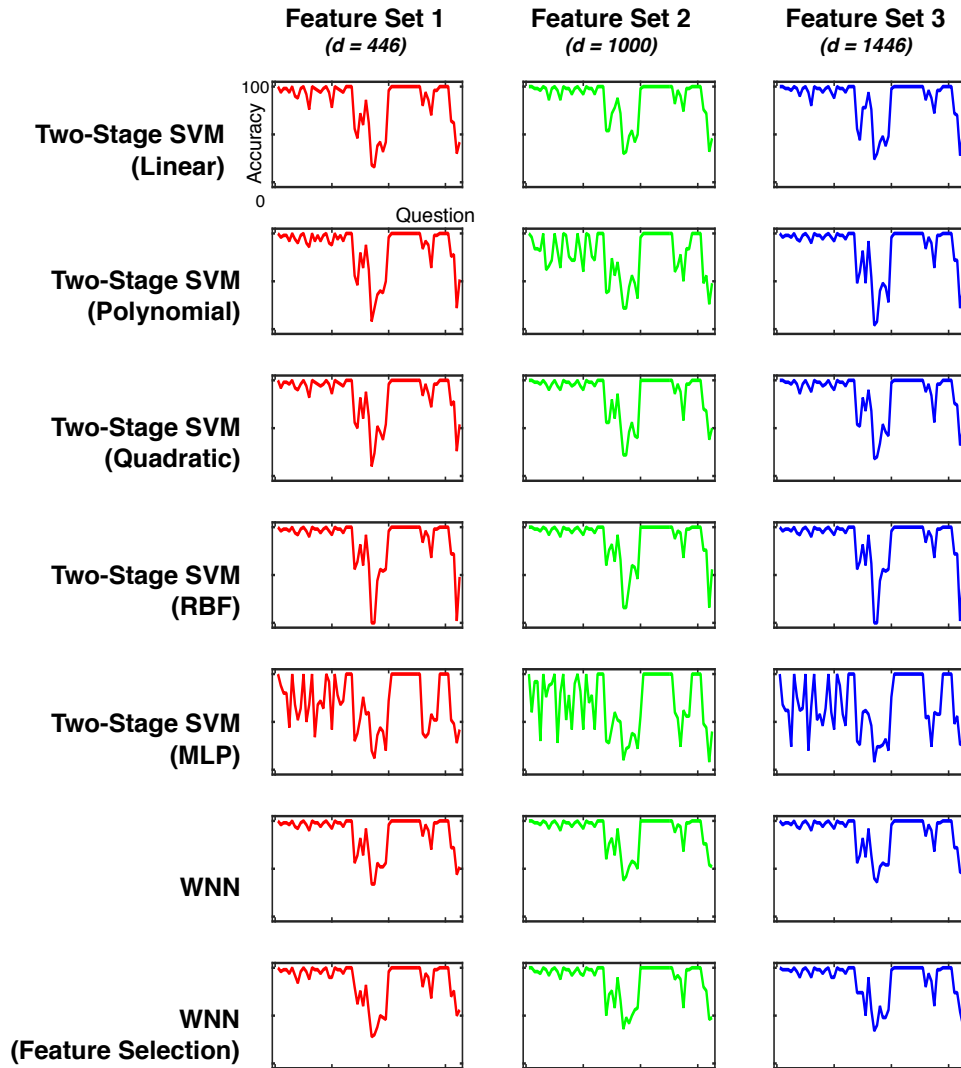 Feature Set 1
Feature Set 2
Feature Set 3
(d = 446)
(d = 1000)
(d = 1446)
100
Accuracy
0
Question
Two-Stage SVM
(Linear)
Two-Stage SVM
(Polynomial)
Two-Stage SVM
(Quadratic)
Two-Stage SVM
(RBF)
Two-Stage SVM
(MLP)
WNN
WNN
(Feature Selection)